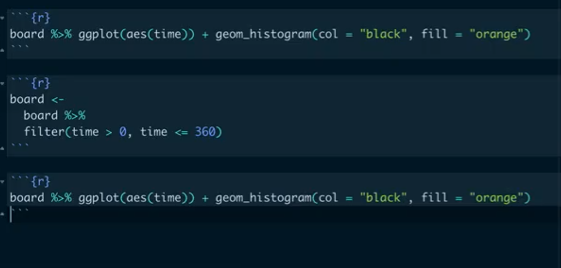 ```{r}
board %>% ggplot(aes(time)) + geom_histogram(col = "black", fill = "orange")
```
```{r}
board <-
  board %>%
  filter(time > 0, time <= 360)
```
```{r}
board %>% ggplot(aes(time)) + geom_histogram(col = "black", fill = "orange")
```